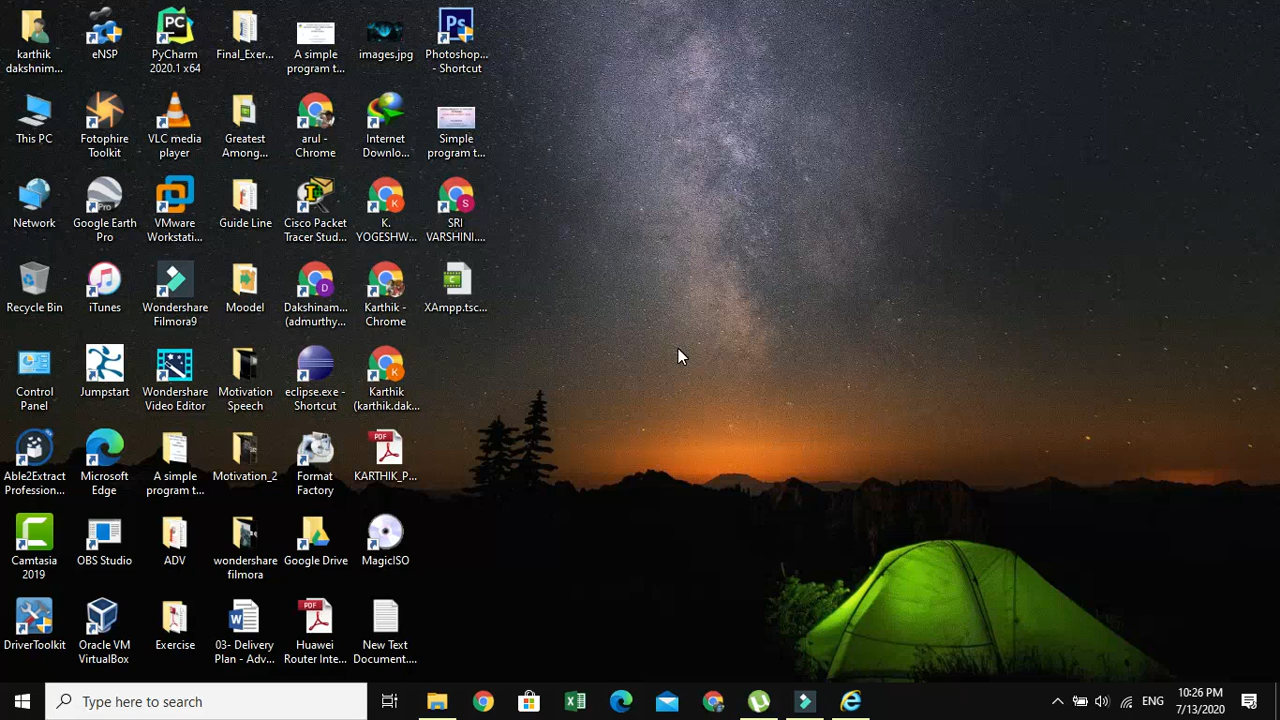 karthik
dakshnim...
eNSP
PC
PyCharm
2020.1 x64
Final_Exer...
A simple
program t...
images.jpg
Ps
Photoshop...
- Shortcut
This PC
Fotophire
Toolkit
VLC media
player
Greatest
Among...
arul -
Chrome
Internet
Downlo...
Simple
program t...
Network
Pro
Google Earth
Pro
VMware
Workstati...
Guide Line
Cisco Packet
Tracer Stud...
K
K.
YOGESHW...
S
SRI
VARSHINI...
Recycle Bin
iTunes
Wondershare
Filmora9
Moodel
D
Dakshinam...
(admurthy...
Karthik -
Chrome
C
XAmpp.tsc...
Control
Panel
Jumpstart
Wondershare
Video Editor
Motivation
Speech
eclipse.exe -
Shortcut
K
Karthik
(karthik.dak...
Able2Extract
Profession...
Microsoft
Edge
A simple
program t...
Motivation_2
Format
Factory
PDF
KARTHIK_P...
C
Camtasia
2019
OBS Studio
ADV
wondershare
filmora
Google Drive
MagicISO
DriverToolkit
Oracle VM
VirtualBox
Exercise
W
03- Delivery
Plan - Adv...
PDF
Huawei
Router Inte...
New Text
Document....
Type here to search
ENG
10:26 PM
7/13/2020